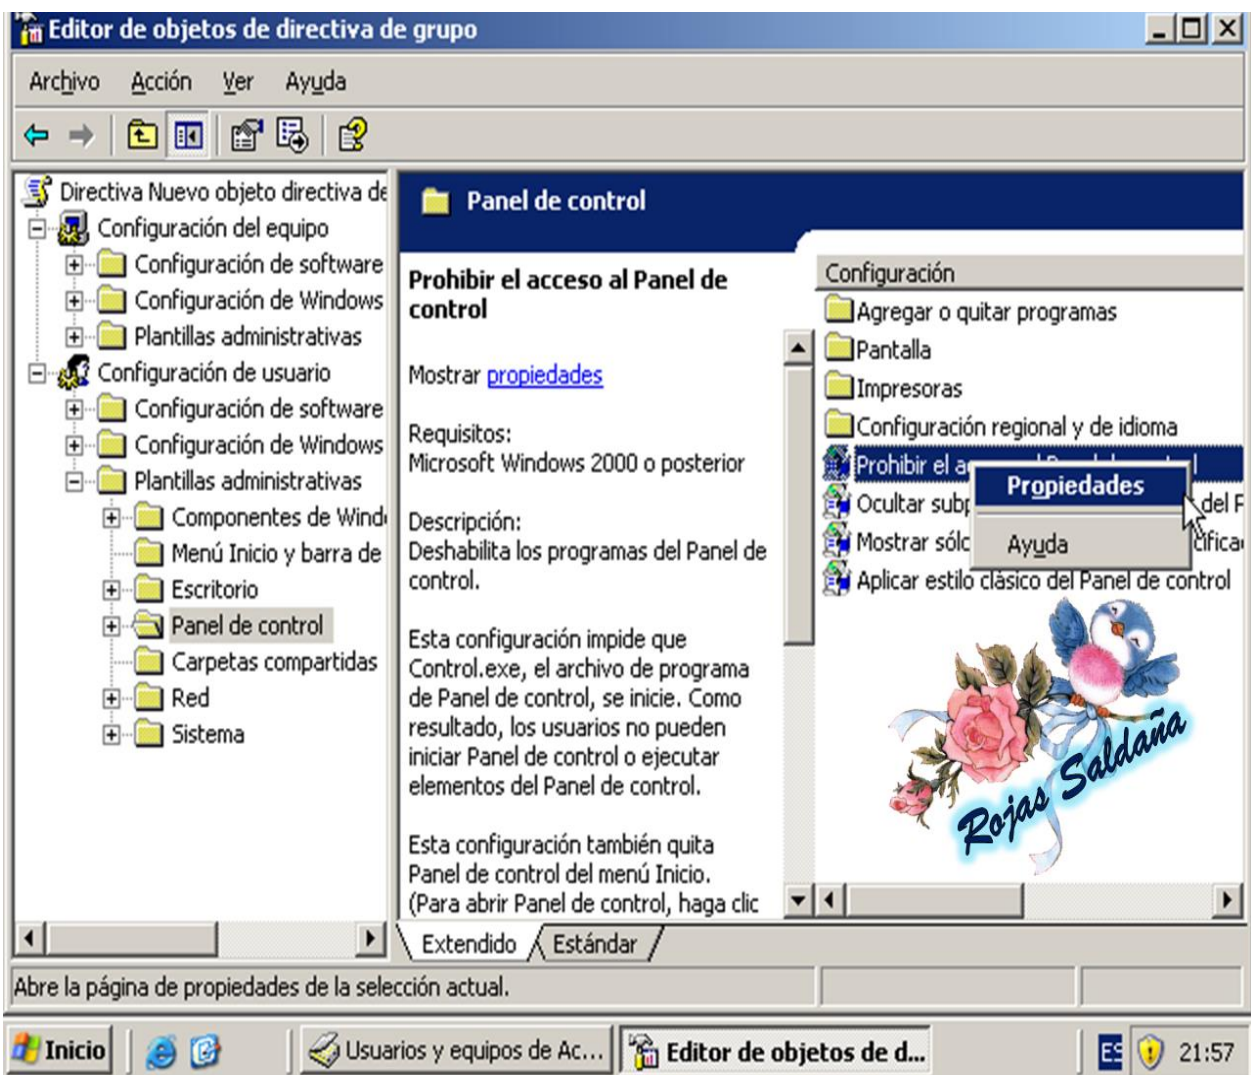 Editor de objetos de directiva de grupo
Archivo Acción Ver Ayuda
Directiva Nuevo objeto directiva de
Configuración del equipo
Configuración de software
Configuración de Windows
Plantillas administrativas
Configuración de usuario
Configuración de software
Configuración de Windows
Plantillas administrativas
Componentes de Wind
Menú Inicio y barra de
Escritorio
Panel de control
Carpetas compartidas
Red
Sistema
Panel de control
Prohibir el acceso al Panel de
control
Mostrar propiedades
Requisitos:
Microsoft Windows 2000 o posterior
Descripción:
Deshabilita los programas del Panel de
control.
Esta configuración impide que
Control.exe, el archivo de programa
de Panel de control, se inicie. Como
resultado, los usuarios no pueden
iniciar Panel de control o ejecutar
elementos del Panel de control.
Esta configuración también quita
Panel de control del menú Inicio.
(Para abrir Panel de control, haga clic
Configuración
Agregar o quitar programas
Pantalla
Impresoras
Configuración regional y de idioma
Prohibir el
Ocultar del
Mostrar
Aplicar estilo clásico del Panel de control
Propiedades
Ayuda
Rojas Saldaña
Extendido Estándar
Abre la página de propiedades de la selección actual.
Inicio Usuarios y equipos de Ac... Editor de objetos de d... ES 21:57